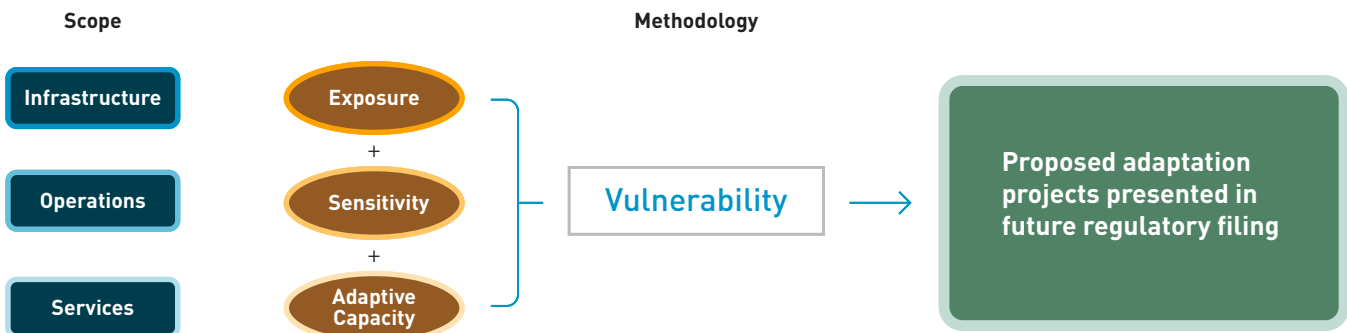 Scope
Methodology
Infrastructure
Exposure
+
Operations
Sensitivity
+
Services
Adaptive
Capacity
Vulnerability
Proposed adaptation
projects presented in
future regulatory filing